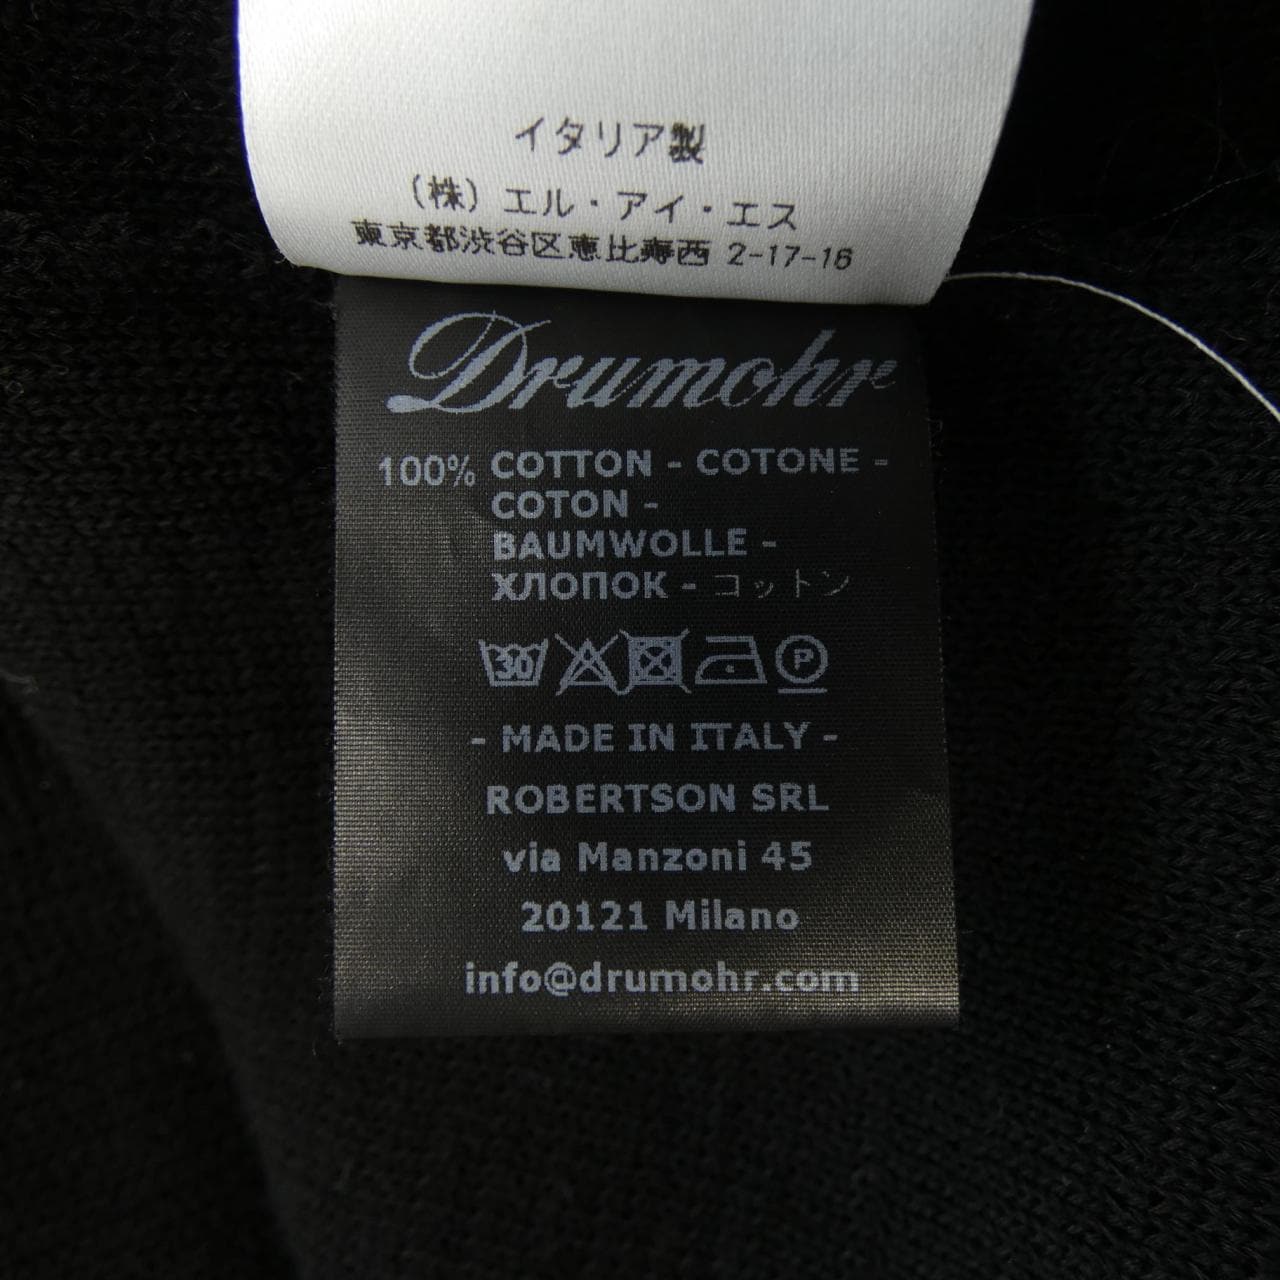 イタリア製
(株)エル・アイ・エス
東京都渋谷区恵比寿西 2-17-16
Drumohr
100% COTTON - COTONE -
COTON -
BAUMWOLLE -
ХЛОПОК - コットン
30 P
- MADE IN ITALY -
ROBERTSON SRL
via Manzoni 45
20121 Milano
info@drumohr.com